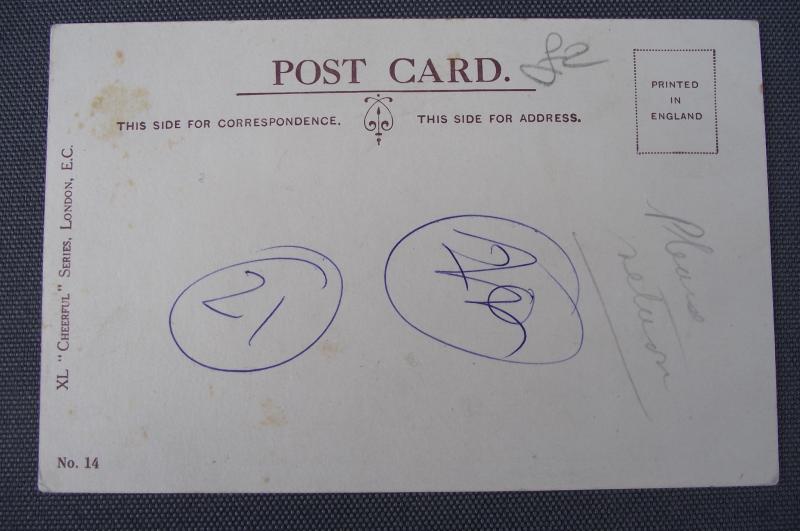 POST CARD.
THIS SIDE FOR CORRESPONDENCE.
THIS SIDE FOR ADDRESS.
PRINTED
IN
ENGLAND
XL "CHEERFUL" SERIES, LONDON, E.C.
No. 14
21
Please
return